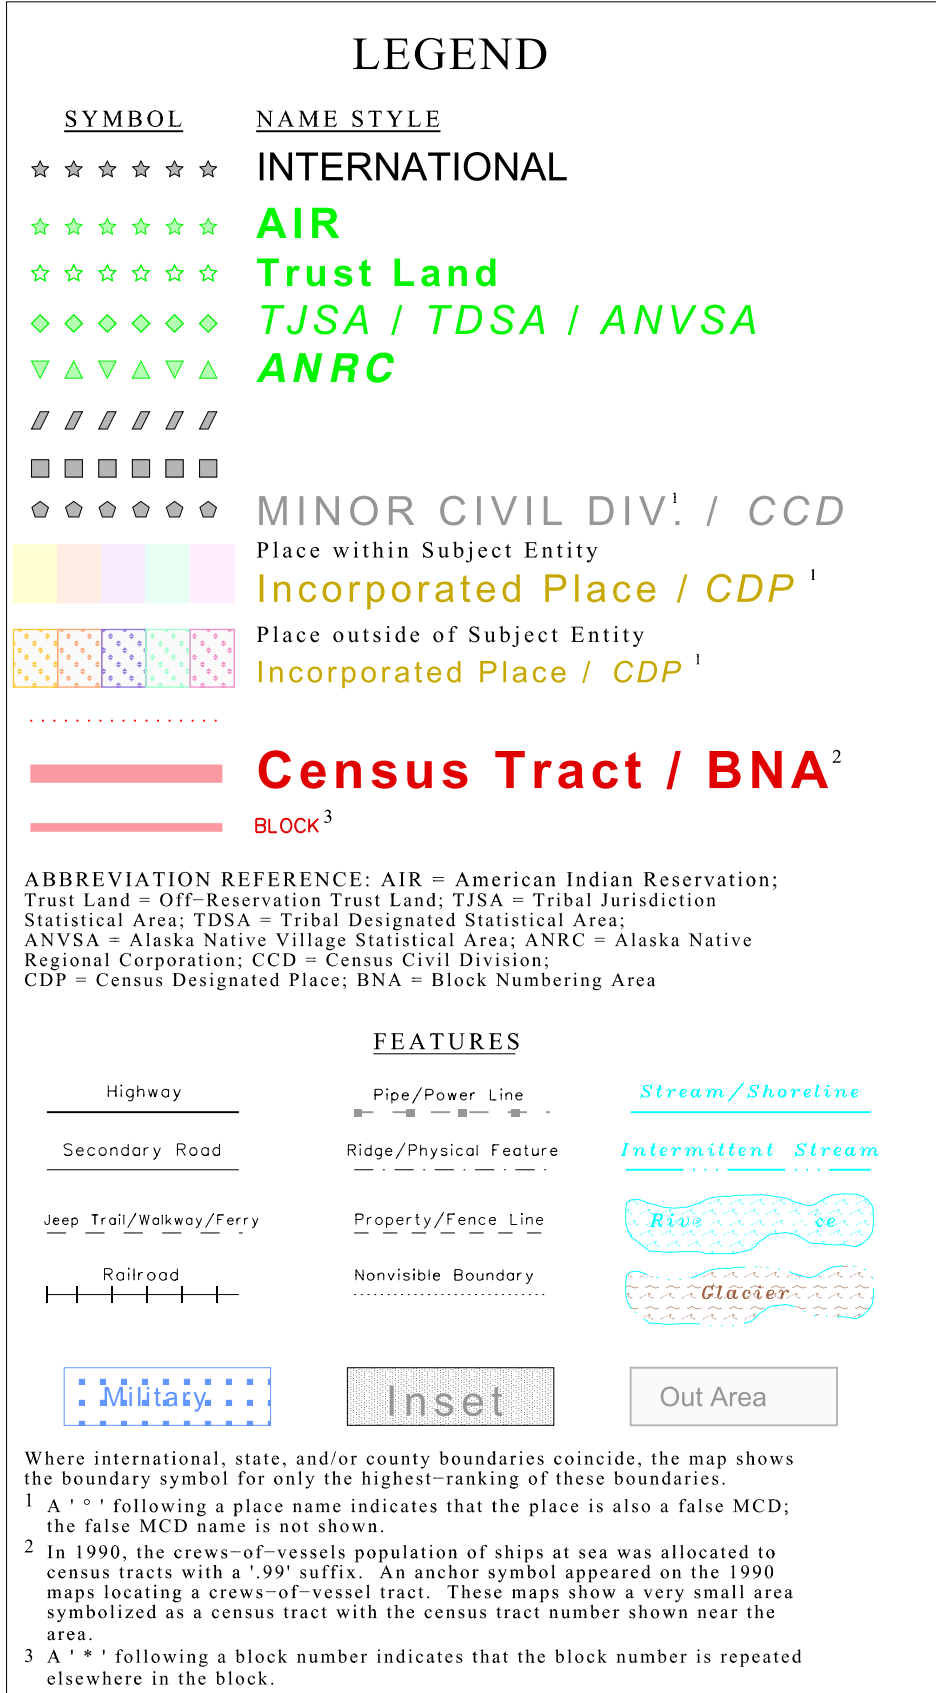 LEGEND
SYMBOL NAME STYLE
INTERNATIONAL
AIR
Trust Land
TJSA / TDSA / ANVSA
ANRC
MINOR CIVIL DIV. 1 / CCD
Place within Subject Entity
Incorporated Place / CDP 1
Place outside of Subject Entity
Incorporated Place / CDP 1
Census Tract / BNA 2
BLOCK 3
ABBREVIATION REFERENCE: AIR = American Indian Reservation;
Trust Land = Off−Reservation Trust Land; TJSA = Tribal Jurisdiction
Statistical Area; TDSA = Tribal Designated Statistical Area;
ANVSA = Alaska Native Village Statistical Area; ANRC = Alaska Native
Regional Corporation; CCD = Census Civil Division;
CDP = Census Designated Place; BNA = Block Numbering Area
FEATURES
Highway Pipe/Power Line Stream/Shoreline
Secondary Road Ridge/Physical Feature Intermittent Stream
Jeep Trail/Walkway/Ferry Property/Fence Line
Railroad Nonvisible Boundary Glacier
Military Inset Out Area
Where international, state, and/or county boundaries coincide, the map shows
the boundary symbol for only the highest−ranking of these boundaries.
1 A ' ° ' following a place name indicates that the place is also a false MCD;
the false MCD name is not shown.
2 In 1990, the crews−of−vessels population of ships at sea was allocated to
census tracts with a '.99' suffix. An anchor symbol appeared on the 1990
maps locating a crews−of−vessel tract. These maps show a very small area
symbolized as a census tract with the census tract number shown near the
area.
3 A ' * ' following a block number indicates that the block number is repeated
elsewhere in the block.